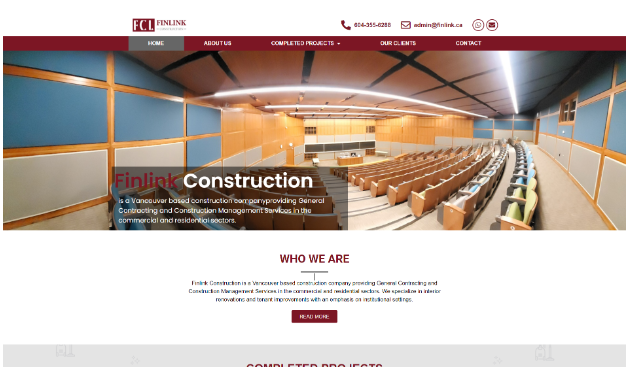 FCL FINLINK
604-355-6288 admin@finlink.ca
HOME ABOUT US COMPLETED PROJECTS OUR CLIENTS CONTACT
Finlink Construction
is a Vancouver based construction companyproviding General
Contracting and Construction Management Services in the
commercial and residential sectors.
WHO WE ARE
Finlink Construction is a Vancouver based construction company providing General Contracting and
Construction Management Services in the commercial and residential sectors. We specialize in interior
renovations and tenant improvements with an emphasis on institutional settings.
READ MORE
COMPLETED PROJECTS